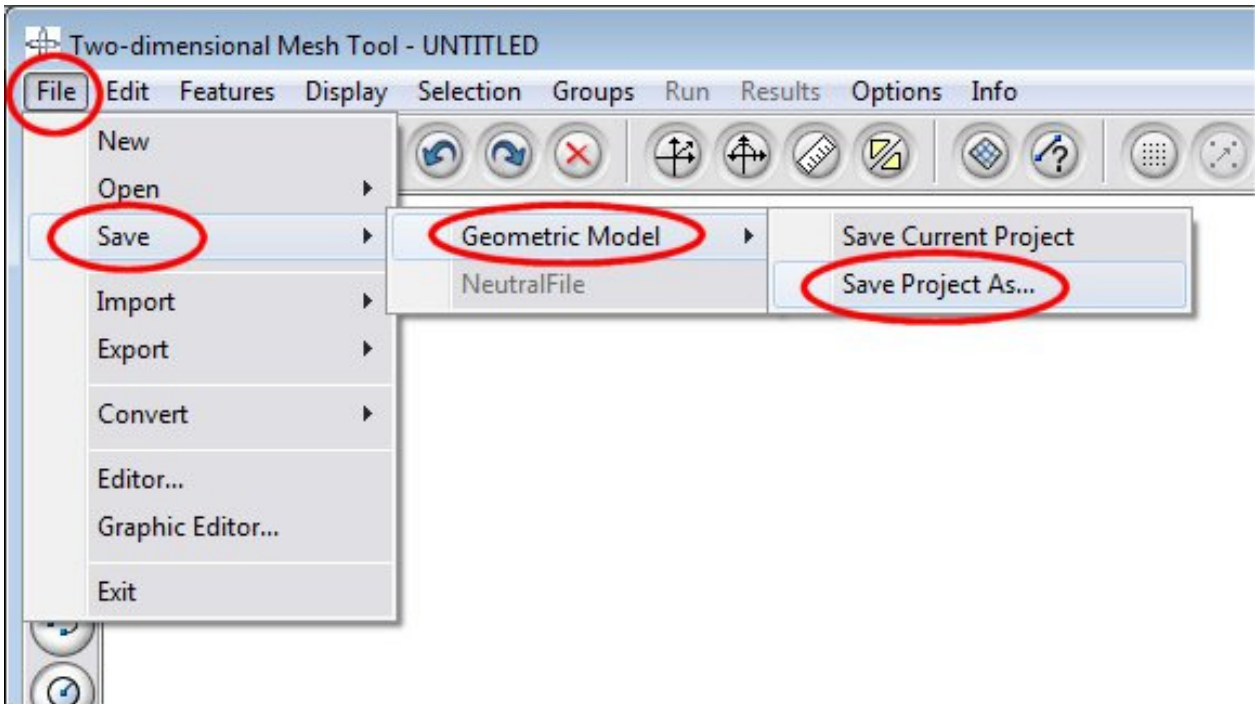 Two-dimensional Mesh Tool - UNTITLED
File Edit Features Display Selection Groups Run Results Options Info
New
Open
Save Geometric Model Save Current Project
NeutralFile Save Project As...
Import
Export
Convert
Editor...
Graphic Editor...
Exit